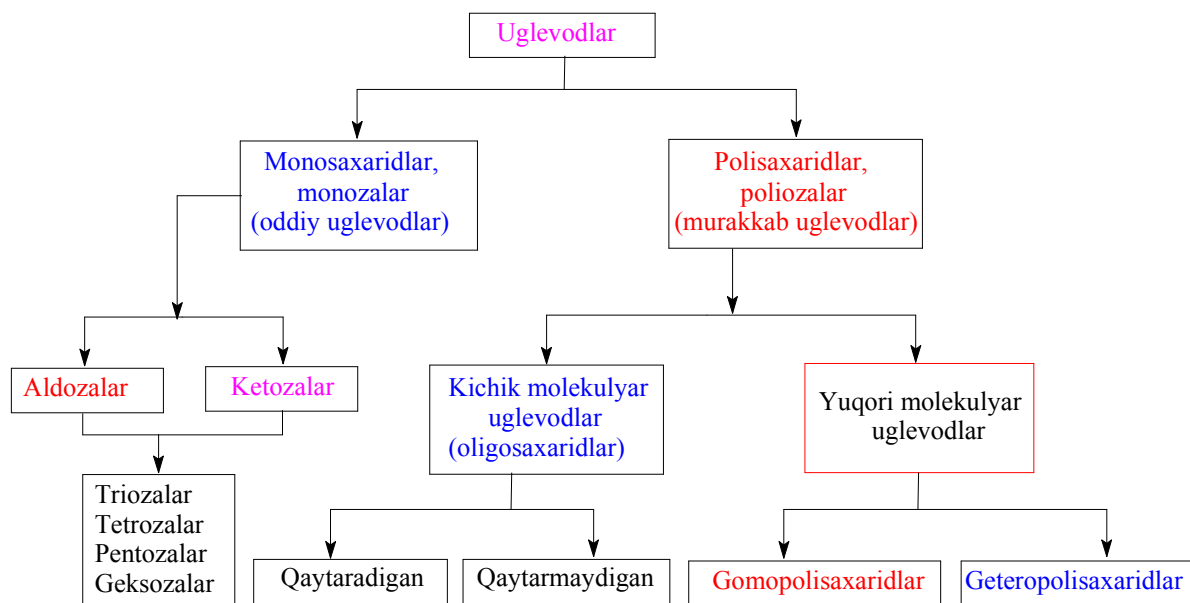 Uglevodlar
Monosaxaridlar,
monozalar
(oddiy uglevodlar)
Polisaxaridlar,
poliozalar
(murakkab uglevodlar)
Aldozalar
Ketozalar
Kichik molekulyar
uglevodlar
(oligosaxaridlar)
Yuqori molekulyar
uglevodlar
Triozalar
Tetrozalar
Pentozalar
Geksozalar
Qaytaradigan
Qaytarmaydigan
Gomopolisaxaridlar
Geteropolisaxaridlar